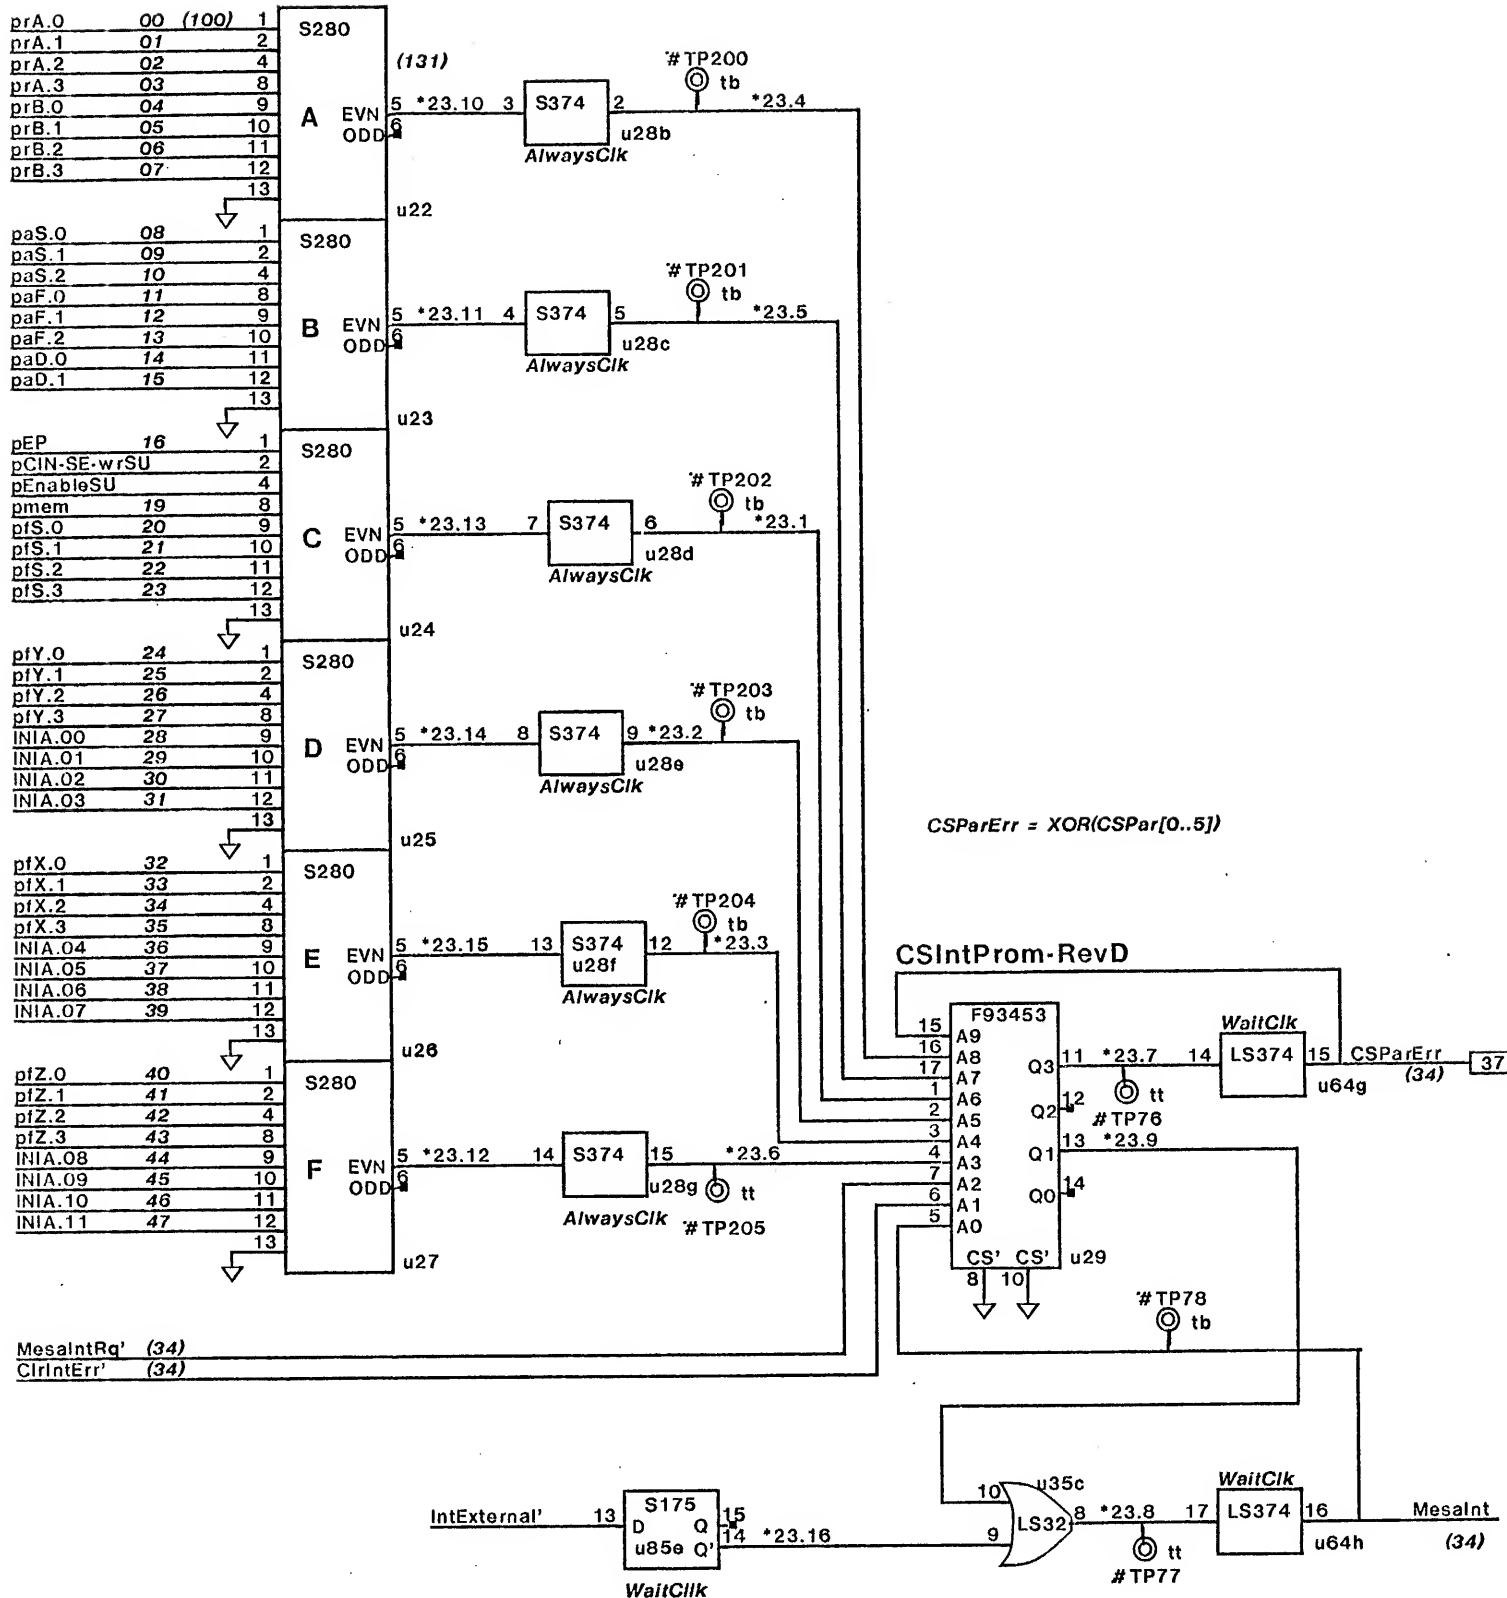 prA.0 00 (100) 1
prA.1 01 2
prA.2 02 4
prA.3 03 8
prB.0 04 9
prB.1 05 10
prB.2 06 11
prB.3 07 12
13
S280
A EVN
ODD
u22
(131)
5 *23.10 3
6
S374
2
u28b
AlwaysClk
# TP200
tb
*23.4
paS.0 08 1
paS.1 09 2
paS.2 10 4
paF.0 11 8
paF.1 12 9
paF.2 13 10
paD.0 14 11
paD.1 15 12
13
S280
B EVN
ODD
u23
5 *23.11 4
6
S374
5
u28c
AlwaysClk
# TP201
tb
*23.5
pEP 16 1
pCIN-SE-wrSU 2
pEnableSU 4
pmem 19 8
pfS.0 20 9
pfS.1 21 10
pfS.2 22 11
pfS.3 23 12
13
S280
C EVN
ODD
u24
5 *23.13 7
6
S374
6
u28d
AlwaysClk
# TP202
tb
*23.1
pfY.0 24 1
pfY.1 25 2
pfY.2 26 4
pfY.3 27 8
INIA.00 28 9
INIA.01 29 10
INIA.02 30 11
INIA.03 31 12
13
S280
D EVN
ODD
u25
5 *23.14 8
6
S374
9 *23.2
u28e
AlwaysClk
# TP203
tb
CSParErr = XOR(CSPar[0..5])
pfX.0 32 1
pfX.1 33 2
pfX.2 34 4
pfX.3 35 8
INIA.04 36 9
INIA.05 37 10
INIA.06 38 11
INIA.07 39 12
13
S280
E EVN
ODD
u26
5 *23.15 13
6
S374
u28f
12
AlwaysClk
# TP204
tb
*23.3
pfZ.0 40 1
pfZ.1 41 2
pfZ.2 42 4
pfZ.3 43 8
INIA.08 44 9
INIA.09 45 10
INIA.10 46 11
INIA.11 47 12
13
S280
F EVN
ODD
u27
5 *23.12 14
6
S374
15
u28g
AlwaysClk
tt
# TP205
*23.6
CSIntProm-RevD
F93453
15 A9
16 A8
17 A7
1 A6
2 A5
3 A4
4 A3
7 A2
6 A1
5 A0
Q3 11 *23.7 14
Q2 12
Q1 13 *23.9
Q0 14
CS' CS'
8 10
u29
tt
# TP76
WaitClk
LS374
15 CSParErr
(34)
37
u64g
# TP78
tb
MesaIntRq' (34)
ClrIntErr' (34)
IntExternal' 13
S175
D Q 15
u85e Q' 14
*23.16
WaitCllk
10
9
u35c
LS32
8 *23.8 17
tt
# TP77
WaitClk
LS374
16
u64h
MesaInt
(34)